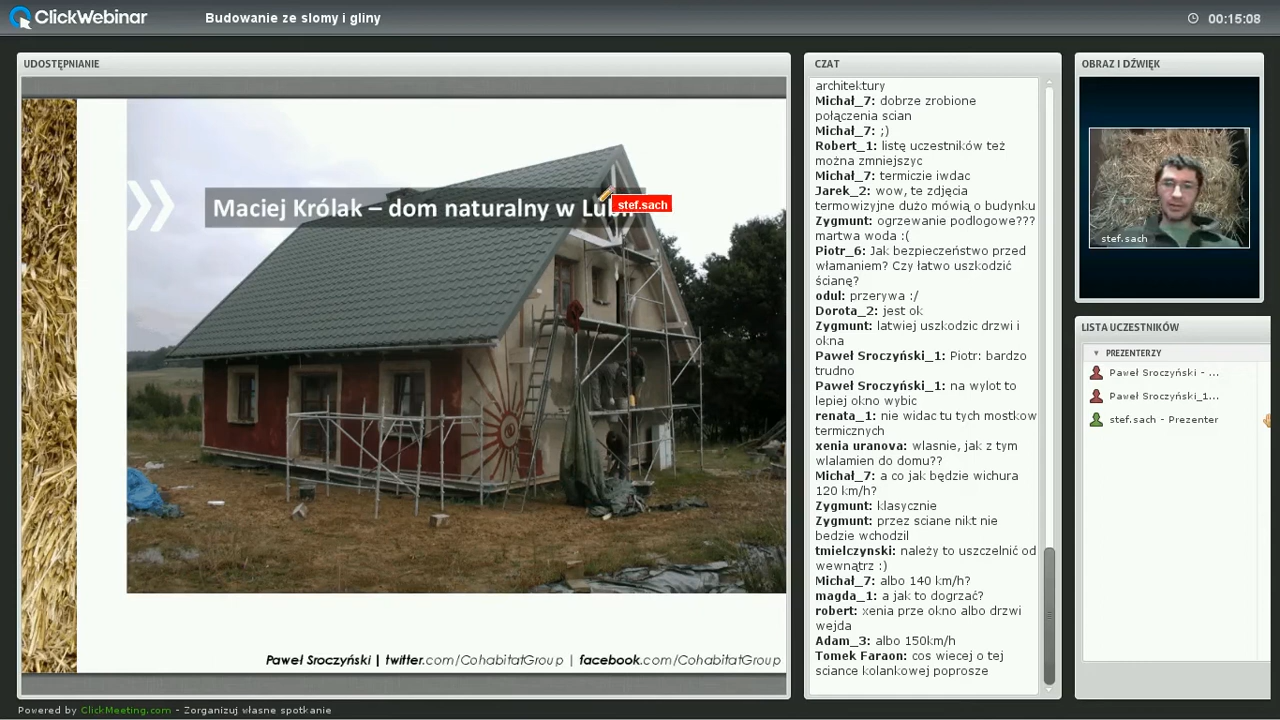 ClickWebinar
Budowanie ze slomy i gliny
00:15:08
UDOSTĘPNIANIE
Maciej Królak – dom naturalny w
stef.sach
Paweł Sroczyński | twitter.com/CohabitatGroup | facebook.com/CohabitatGroup
CZAT
architektury
Michał_7: dobrze zrobione
połączenia scian
Michał_7: ;)
Robert_1: listę uczestników też
można zmniejszyc
Michał_7: termiczie iwdac
Jarek_2: wow, te zdjęcia
termowizyjne dużo mówią o budynku
Zygmunt: ogrzewanie podlogowe???
martwa woda :(
Piotr_6: Jak bezpieczeństwo przed
włamaniem? Czy łatwo uszkodzić
ścianę?
odul: przerywa :/
Dorota_2: jest ok
Zygmunt: latwiej uszkodzic drzwi i
okna
Paweł Sroczyński_1: Piotr: bardzo
trudno
Paweł Sroczyński_1: na wylot to
lepiej okno wybic
renata_1: nie widac tu tych mostkow
termicznych
xenia uranova: wlasnie, jak z tym
wlalamien do domu??
Michał_7: a co jak będzie wichura
120 km/h?
Zygmunt: klasycznie
Zygmunt: przez sciane nikt nie
bedzie wchodzil
tmielczynski: należy to uszczelnić od
wewnątrz :)
Michał_7: albo 140 km/h?
magda_1: a jak to dogrzać?
robert: xenia prze okno albo drzwi
wejda
Adam_3: albo 150km/h
Tomek Faraon: cos wiecej o tej
sciance kolankowej poprosze
OBRAZ I DŹWIĘK
stef.sach
LISTA UCZESTNIKÓW
PREZENTERZY
Paweł Sroczyński - ...
Paweł Sroczyński_1...
stef.sach - Prezenter
Powered by ClickMeeting.com - Zorganizuj własne spotkanie